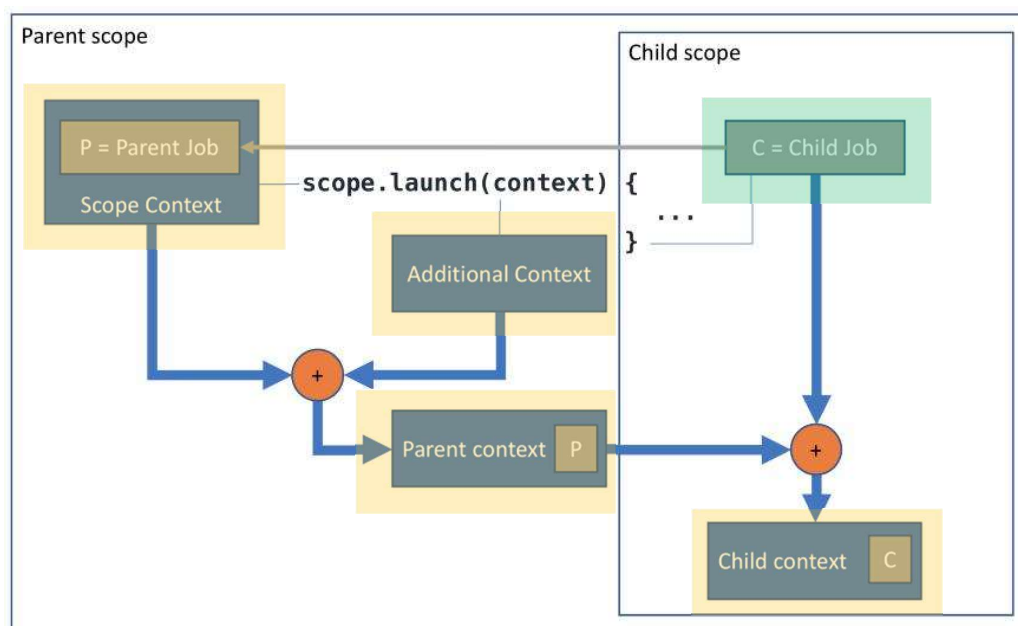 Parent scope
Child scope
P = Parent Job
C = Child Job
scope.launch(context) {
Scope Context
...
}
Additional Context
+
Parent context P
+
Child context C